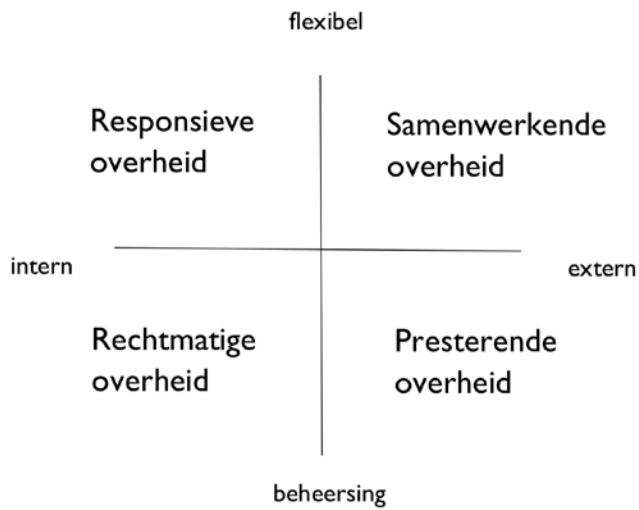 flexibel
Responsieve
overheid
Samenwerkende
overheid
intern
extern
Rechtmatige
overheid
Presterende
overheid
beheersing